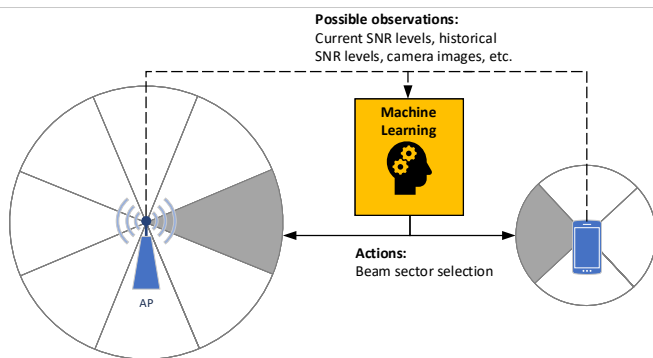 Possible observations:
Current SNR levels, historical
SNR levels, camera images, etc.
Machine
Learning
Actions:
Beam sector selection
AP